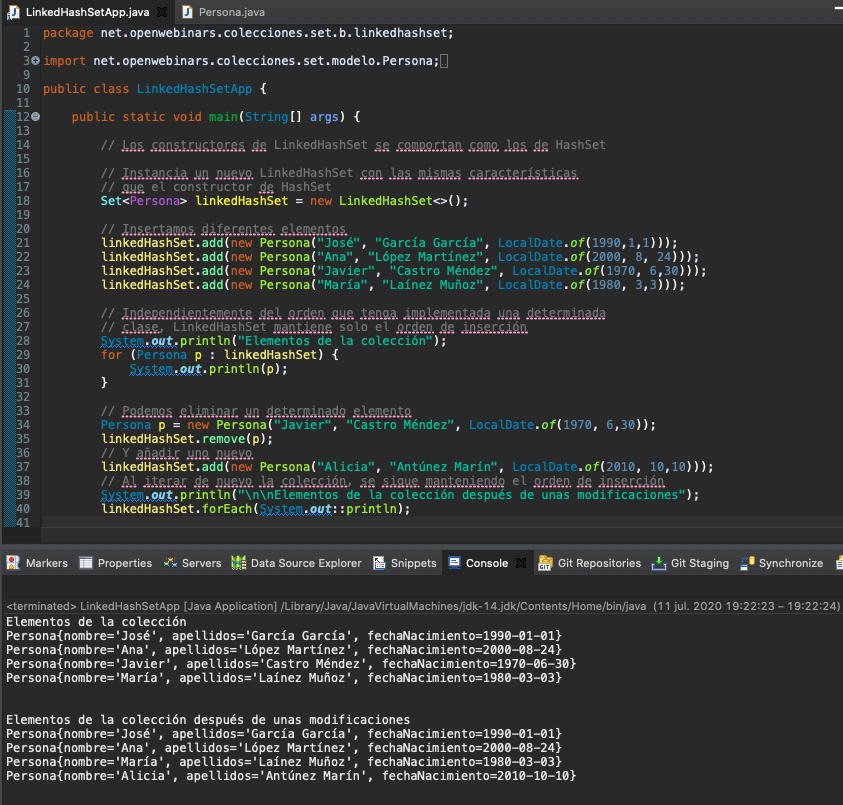 LinkedHashSetApp.java Persona.java
1 package net.openwebinars.colecciones.set.b.linkedhashset;
2
3 import net.openwebinars.colecciones.set.modelo.Persona;
9
10 public class LinkedHashSetApp {
11
12 public static void main(String[] args) {
13
14 // Los constructores de LinkedHashSet se comportan como los de HashSet
15
16 // Instancia un nuevo LinkedHashSet con las mismas características
17 // que el constructor de HashSet
18 Set<Persona> linkedHashSet = new LinkedHashSet<>();
19
20 // Insertamos diferentes elementos
21 linkedHashSet.add(new Persona("José", "García García", LocalDate.of(1990,1,1)));
22 linkedHashSet.add(new Persona("Ana", "López Martínez", LocalDate.of(2000, 8, 24)));
23 linkedHashSet.add(new Persona("Javier", "Castro Méndez", LocalDate.of(1970, 6,30)));
24 linkedHashSet.add(new Persona("María", "Laínez Muñoz", LocalDate.of(1980, 3,3)));
25
26 // Independientemente del orden que tenga implementada una determinada
27 // clase, LinkedHashSet mantiene solo el orden de inserción
28 System.out.println("Elementos de la colección");
29 for (Persona p : linkedHashSet) {
30 System.out.println(p);
31 }
32
33 // Podemos eliminar un determinado elemento
34 Persona p = new Persona("Javier", "Castro Méndez", LocalDate.of(1970, 6,30));
35 linkedHashSet.remove(p);
36 // Y añadir uno nuevo
37 linkedHashSet.add(new Persona("Alicia", "Antúnez Marín", LocalDate.of(2010, 10,10)));
38 // Al iterar de nuevo la colección, se sigue manteniendo el orden de inserción
39 System.out.println("\n\nElementos de la colección después de unas modificaciones");
40 linkedHashSet.forEach(System.out::println);
41
Markers Properties Servers Data Source Explorer Snippets Console Git Repositories Git Staging Synchronize
<terminated> LinkedHashSetApp [Java Application] /Library/Java/JavaVirtualMachines/jdk-14.jdk/Contents/Home/bin/java (11 jul. 2020 19:22:23 – 19:22:24)
Elementos de la colección
Persona{nombre='José', apellidos='García García', fechaNacimiento=1990-01-01}
Persona{nombre='Ana', apellidos='López Martínez', fechaNacimiento=2000-08-24}
Persona{nombre='Javier', apellidos='Castro Méndez', fechaNacimiento=1970-06-30}
Persona{nombre='María', apellidos='Laínez Muñoz', fechaNacimiento=1980-03-03}
Elementos de la colección después de unas modificaciones
Persona{nombre='José', apellidos='García García', fechaNacimiento=1990-01-01}
Persona{nombre='Ana', apellidos='López Martínez', fechaNacimiento=2000-08-24}
Persona{nombre='María', apellidos='Laínez Muñoz', fechaNacimiento=1980-03-03}
Persona{nombre='Alicia', apellidos='Antúnez Marín', fechaNacimiento=2010-10-10}